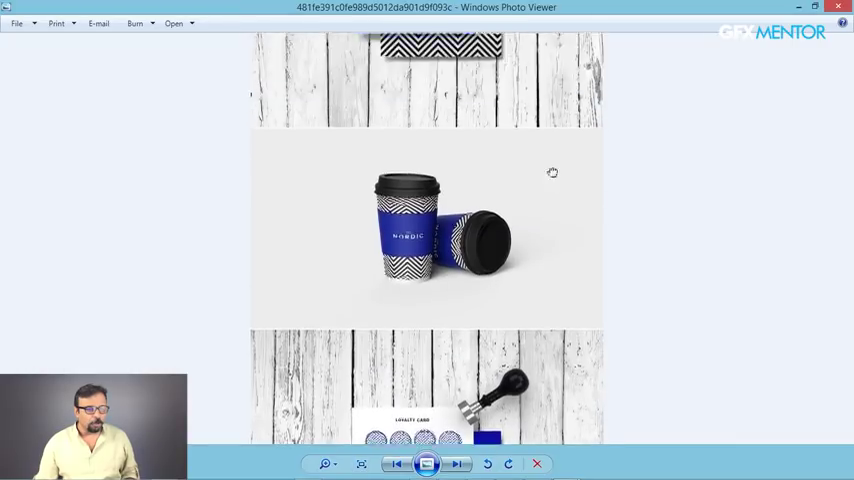 481fe391c0fe989d5012da901d9f093c - Windows Photo Viewer
File Print E-mail Burn Open
GFXMENTOR
NORDIC
LOYALTY CARD